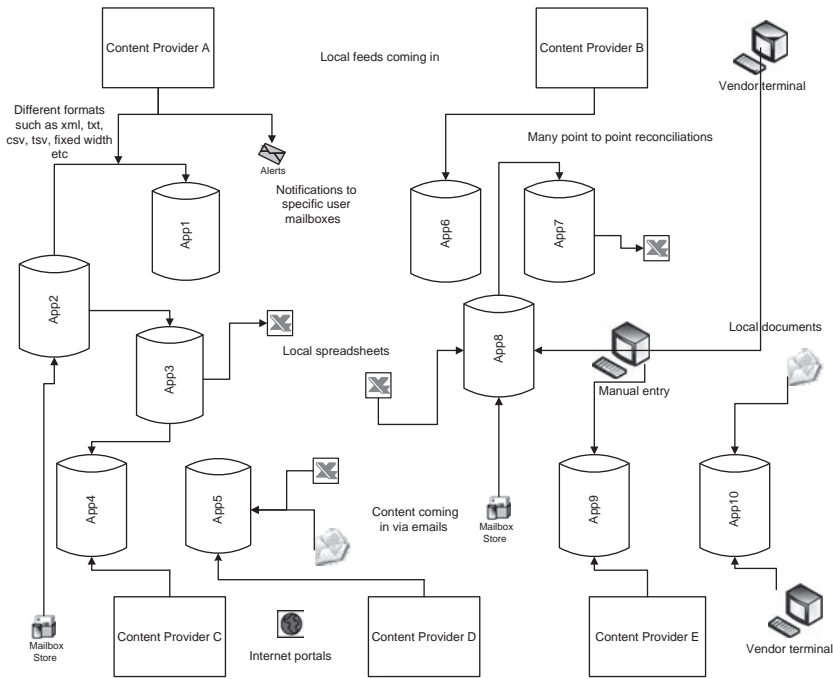 Content Provider A
Local feeds coming in
Content Provider B
Vendor terminal
Different formats
such as xml, txt,
csv, tsv, fixed width
etc
Many point to point reconciliations
Alerts
Notifications to
specific user
mailboxes
App1
App6
App7
App2
App3
App8
Local spreadsheets
Local documents
Manual entry
App4
App5
Content coming
in via emails
Mailbox
Store
App9
App10
Mailbox
Store
Content Provider C
Internet portals
Content Provider D
Content Provider E
Vendor terminal